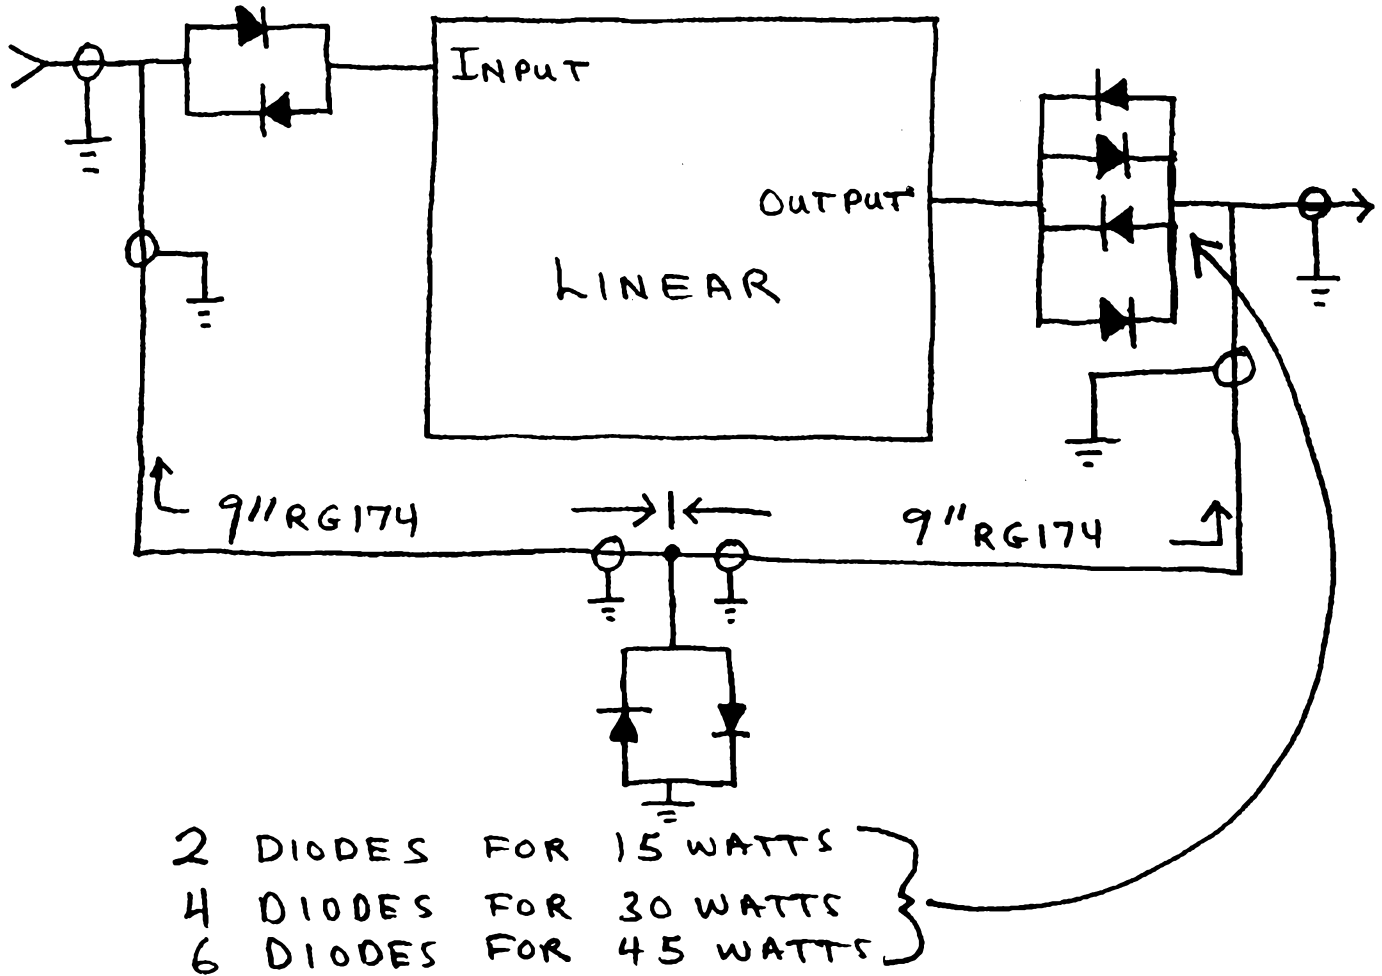 INPUT
OUTPUT
LINEAR
9" RG174
9" RG174
2 DIODES FOR 15 WATTS
4 DIODES FOR 30 WATTS
6 DIODES FOR 45 WATTS